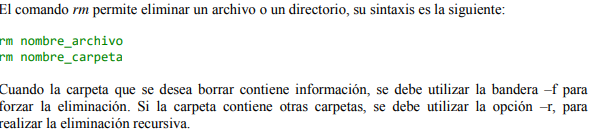 El comando rm permite eliminar un archivo o un directorio, su sintaxis es la siguiente:
rm nombre_archivo
rm nombre_carpeta
Cuando la carpeta que se desea borrar contiene información, se debe utilizar la bandera –f para
forzar la eliminación. Si la carpeta contiene otras carpetas, se debe utilizar la opción –r, para
realizar la eliminación recursiva.